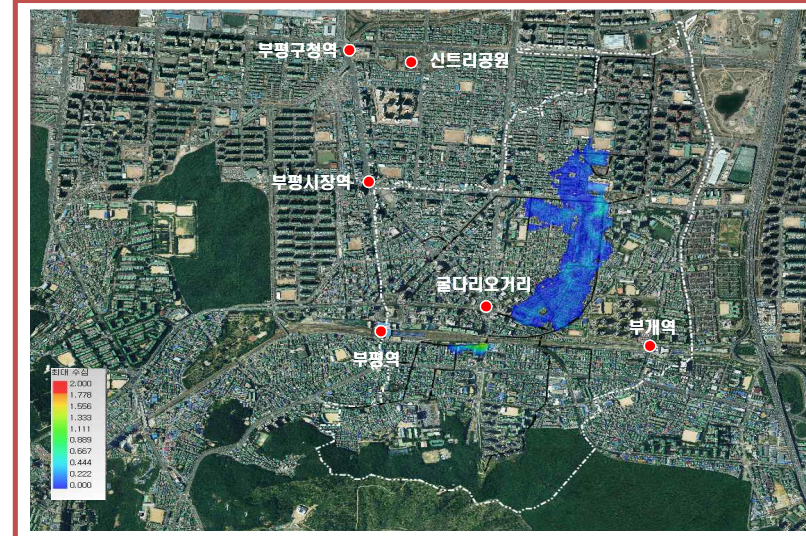 부평구청역
신트리공원
부평시장역
굴다리오거리
부개역
부평역
최대 수심
2.000
1.778
1.556
1.333
1.111
0.889
0.667
0.444
0.222
0.000